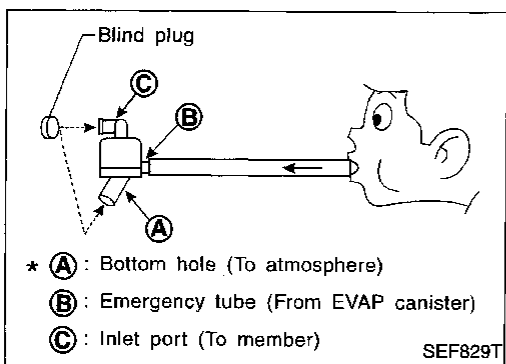 Blind plug
C
B
A
* A : Bottom hole (To atmosphere)
B : Emergency tube (From EVAP canister)
C : Inlet port (To member)
SEF829T